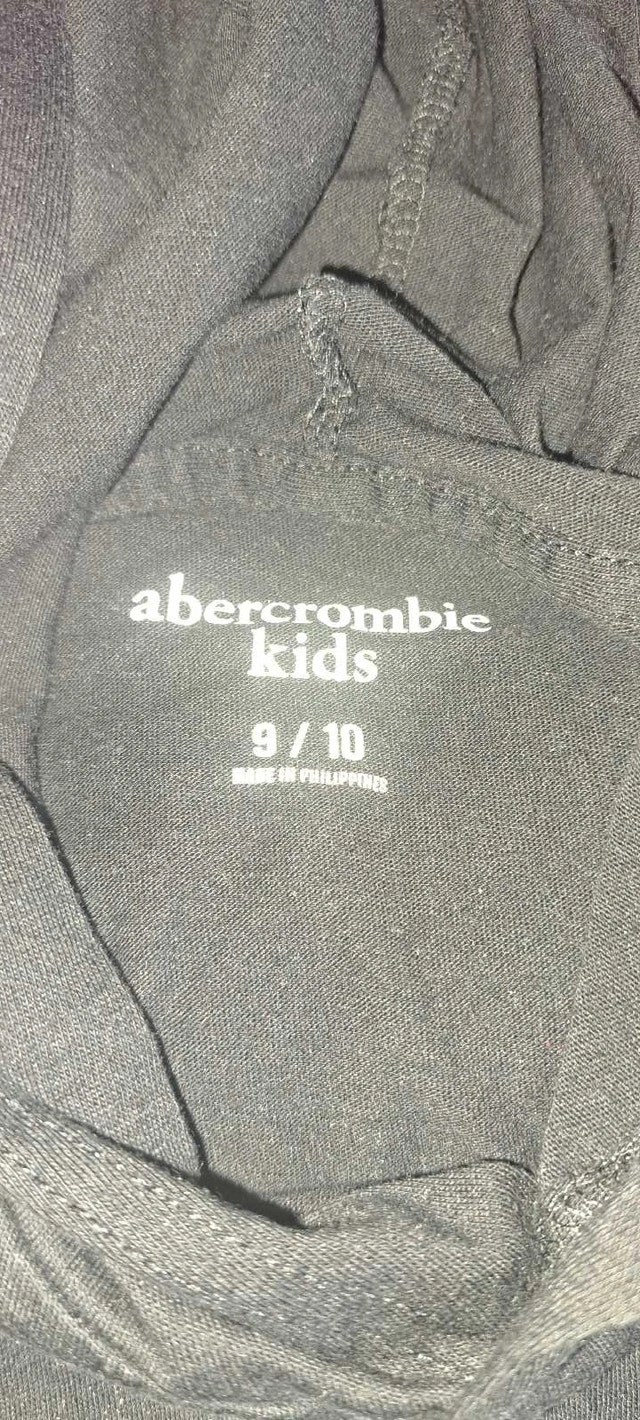 abercrombie
kids
9 / 10
MADE IN PHILIPPINES